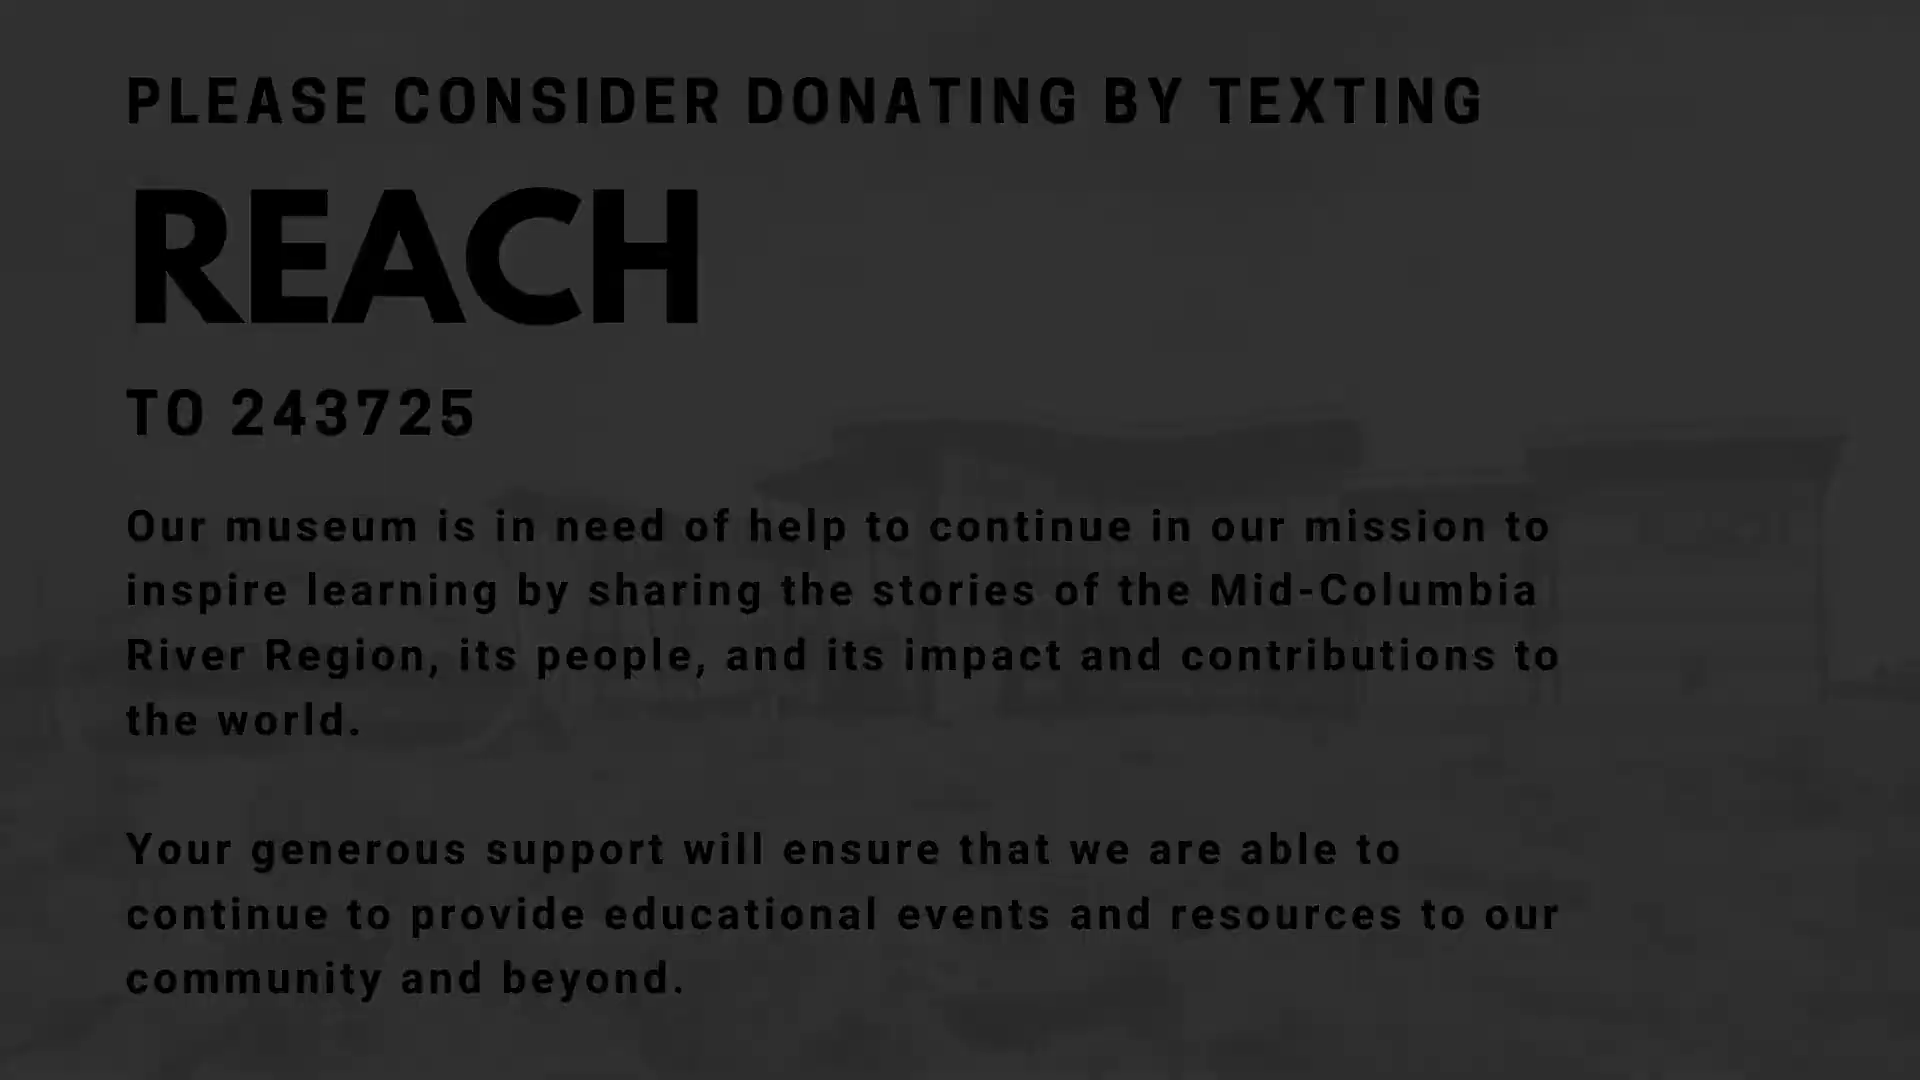 PLEASE CONSIDER DONATING BY TEXTING
REACH
TO 243725
Our museum is in need of help to continue in our mission to
inspire learning by sharing the stories of the Mid-Columbia
River Region, its people, and its impact and contributions to
the world.
Your generous support will ensure that we are able to
continue to provide educational events and resources to our
community and beyond.